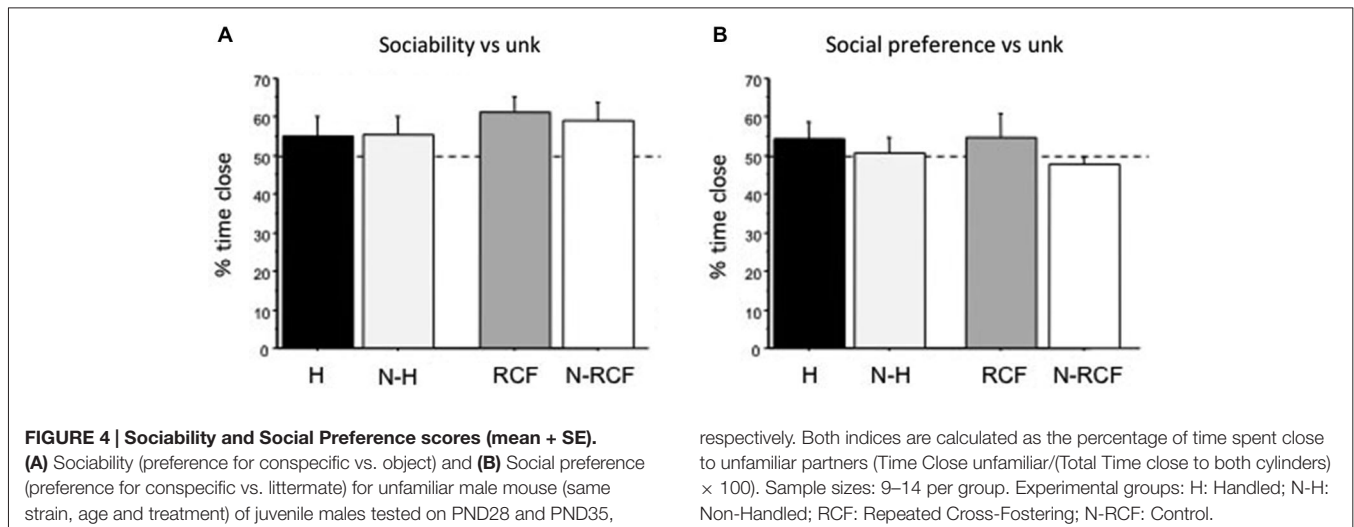 A
Sociability vs unk
% time close
70
60
50
40
30
20
10
0
H N-H RCF N-RCF
B
Social preference vs unk
% time close
70
60
50
40
30
20
10
0
H N-H RCF N-RCF
FIGURE 4 | Sociability and Social Preference scores (mean + SE).
(A) Sociability (preference for conspecific vs. object) and (B) Social preference
(preference for conspecific vs. littermate) for unfamiliar male mouse (same
strain, age and treatment) of juvenile males tested on PND28 and PND35,
respectively. Both indices are calculated as the percentage of time spent close
to unfamiliar partners (Time Close unfamiliar/(Total Time close to both cylinders)
× 100). Sample sizes: 9–14 per group. Experimental groups: H: Handled; N-H:
Non-Handled; RCF: Repeated Cross-Fostering; N-RCF: Control.